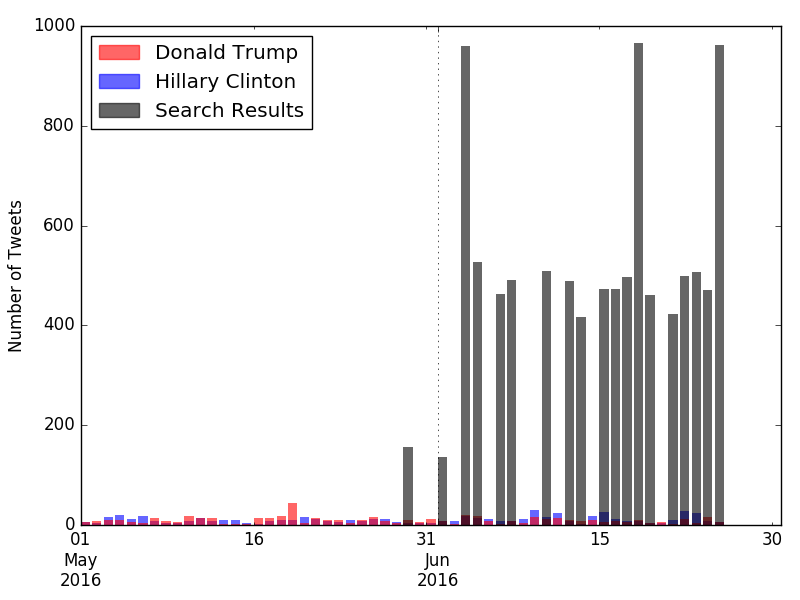 1000
800
600
400
200
0
Number of Tweets
Donald Trump
Hillary Clinton
Search Results
01 16 31 15 30
May Jun
2016 2016